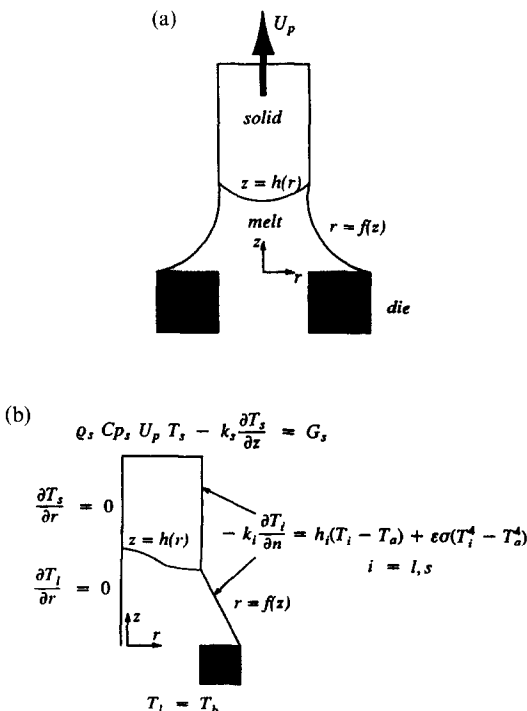 (a)
U_p
solid
z = h(r)
melt
r = f(z)
z
r
die
(b)
ϱ_s Cp_s U_p T_s − k_s ∂T_s/∂z = G_s
∂T_s/∂r = 0
z = h(r)
− k_i ∂T_i/∂n = h_i(T_i − T_a) + εσ(T_i^4 − T_a^4)
i = l, s
∂T_l/∂r = 0
r = f(z)
z
r
T_l = T_b